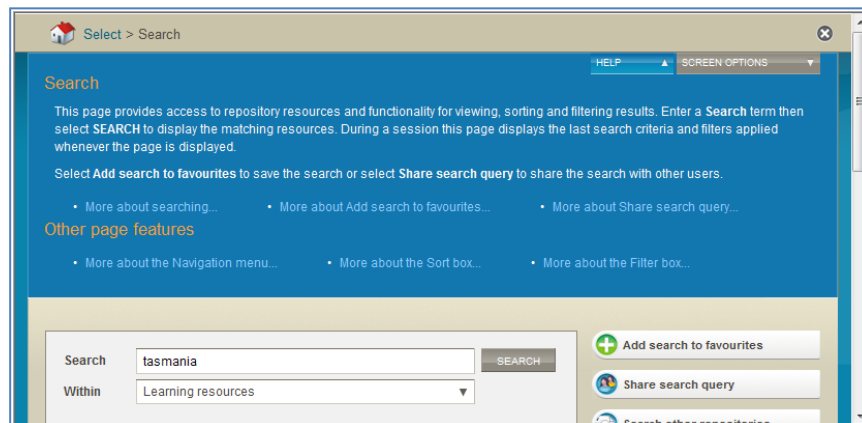 Select > Search
HELP ▲ SCREEN OPTIONS ▼
Search
This page provides access to repository resources and functionality for viewing, sorting and filtering results. Enter a Search term then
select SEARCH to display the matching resources. During a session this page displays the last search criteria and filters applied
whenever the page is displayed.
Select Add search to favourites to save the search or select Share search query to share the search with other users.
• More about searching... • More about Add search to favourites... • More about Share search query...
Other page features
• More about the Navigation menu... • More about the Sort box... • More about the Filter box...
Search tasmania SEARCH
Within Learning resources ▼
Add search to favourites
Share search query
Search other repositories